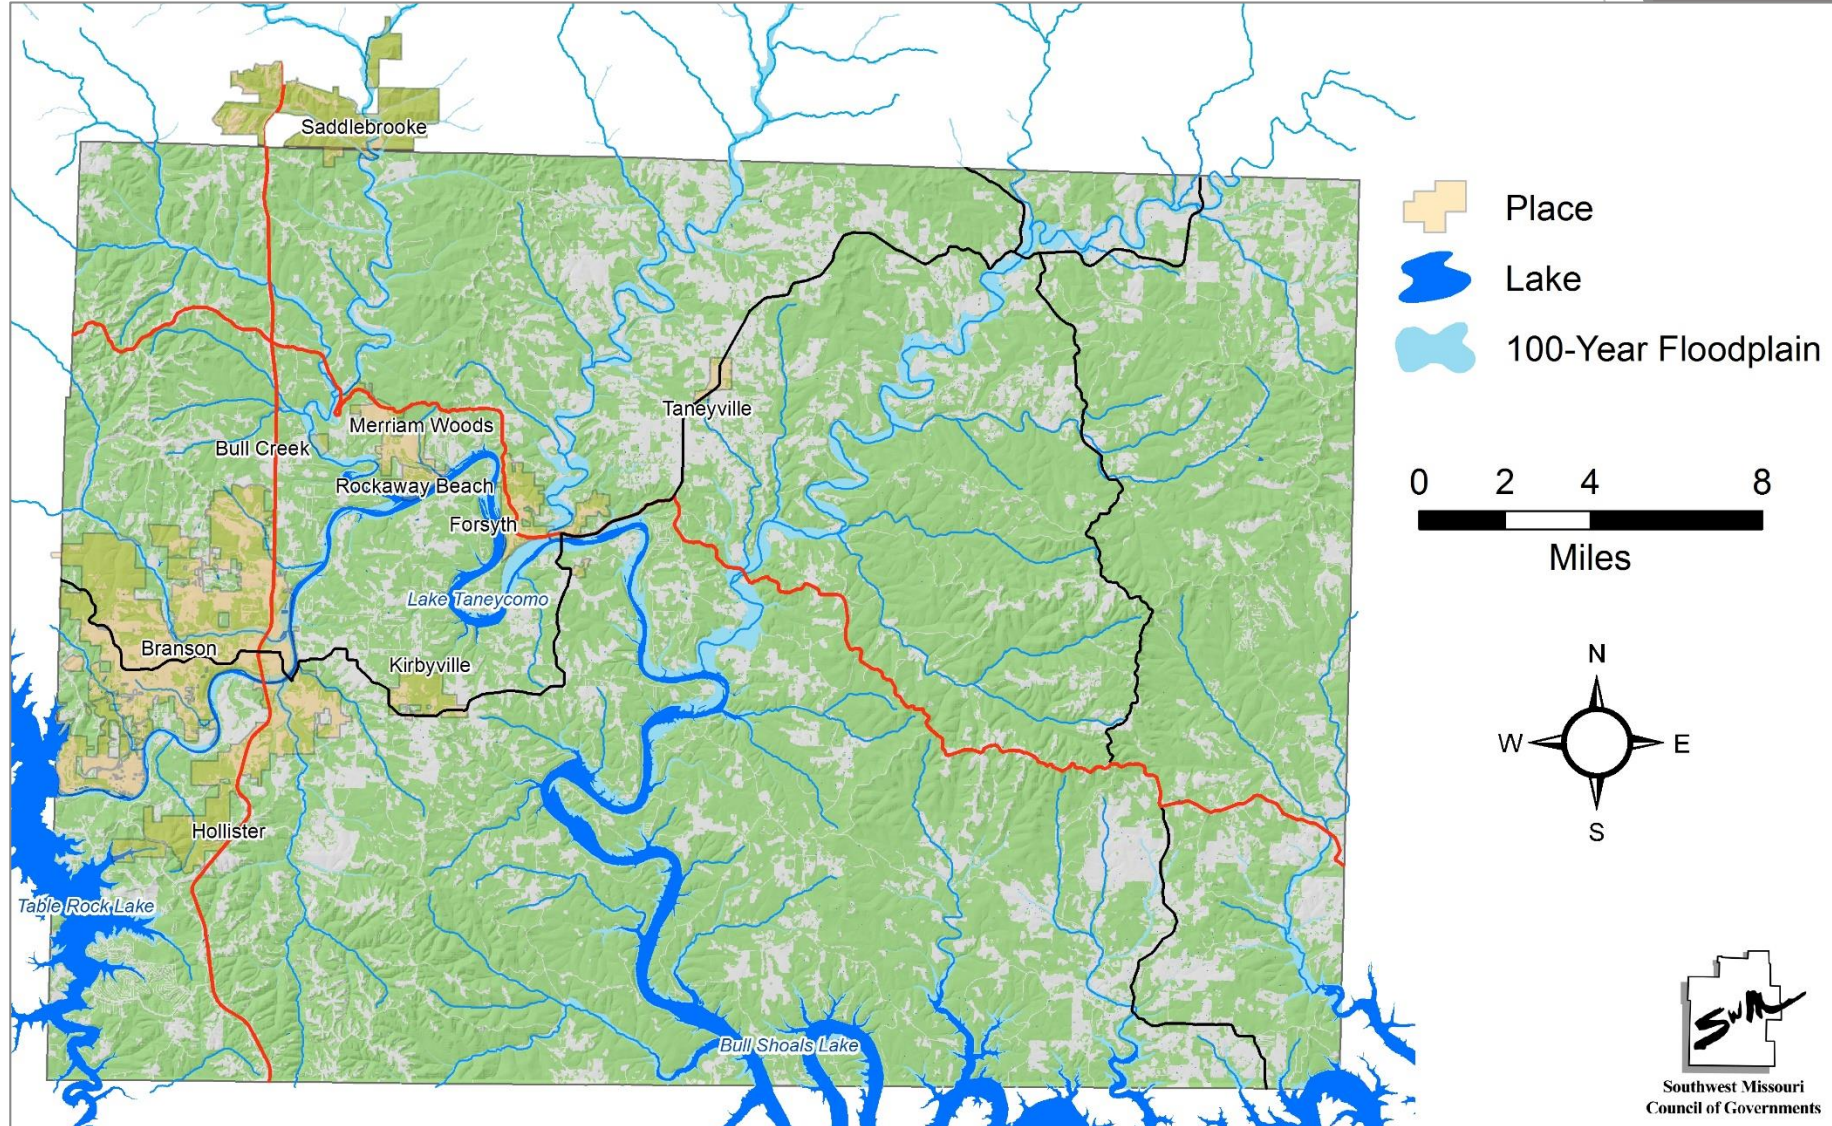 Saddlebrooke
Place
Lake
100-Year Floodplain
Taneyville
Merriam Woods
Bull Creek
Rockaway Beach
Forsyth
0 2 4 8
Miles
Lake Taneycomo
Branson
Kirbyville
N
W E
S
Hollister
Table Rock Lake
Bull Shoals Lake
SWM
Southwest Missouri
Council of Governments